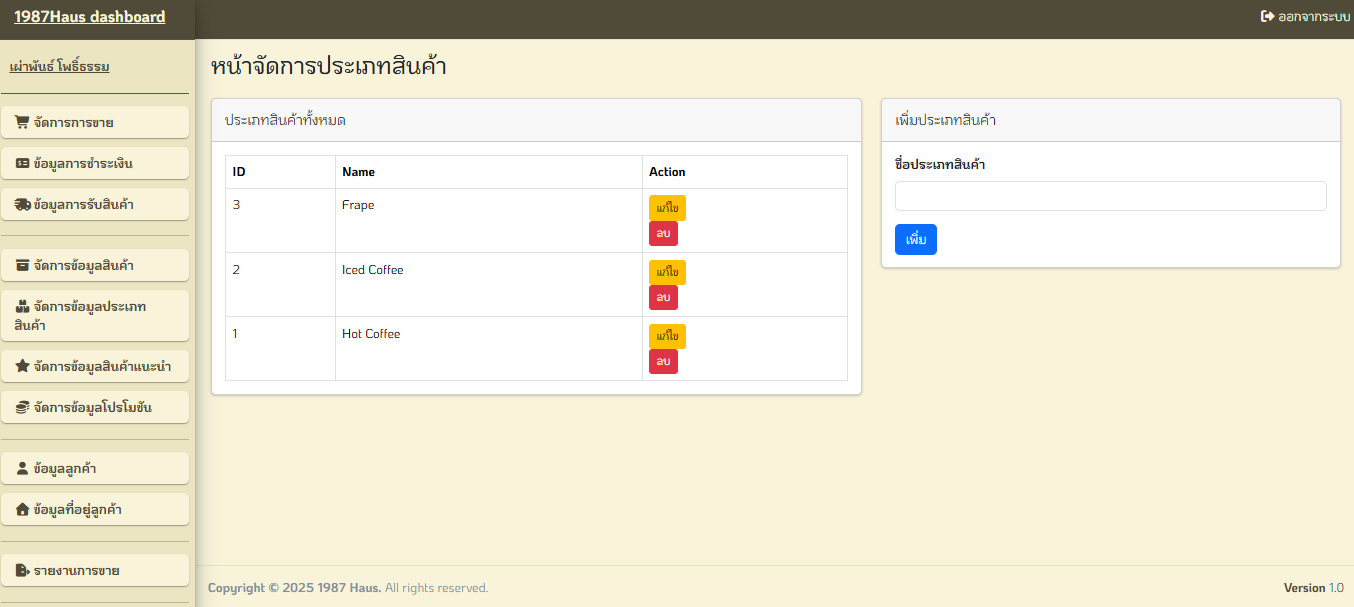 1987Haus dashboard
ออกจากระบบ
เผ่าพันธ์ โพธิ์ธรรม
จัดการการขาย
ข้อมูลการชำระเงิน
ข้อมูลการรับสินค้า
จัดการข้อมูลสินค้า
จัดการข้อมูลประเภท
สินค้า
จัดการข้อมูลสินค้าแนะนำ
จัดการข้อมูลโปรโมชัน
ข้อมูลลูกค้า
ข้อมูลที่อยู่ลูกค้า
รายงานการขาย
หน้าจัดการประเภทสินค้า
ประเภทสินค้าทั้งหมด
ID Name Action
3 Frape แก้ไข
ลบ
2 Iced Coffee แก้ไข
ลบ
1 Hot Coffee แก้ไข
ลบ
เพิ่มประเภทสินค้า
ชื่อประเภทสินค้า
เพิ่ม
Copyright © 2025 1987 Haus. All rights reserved.
Version 1.0